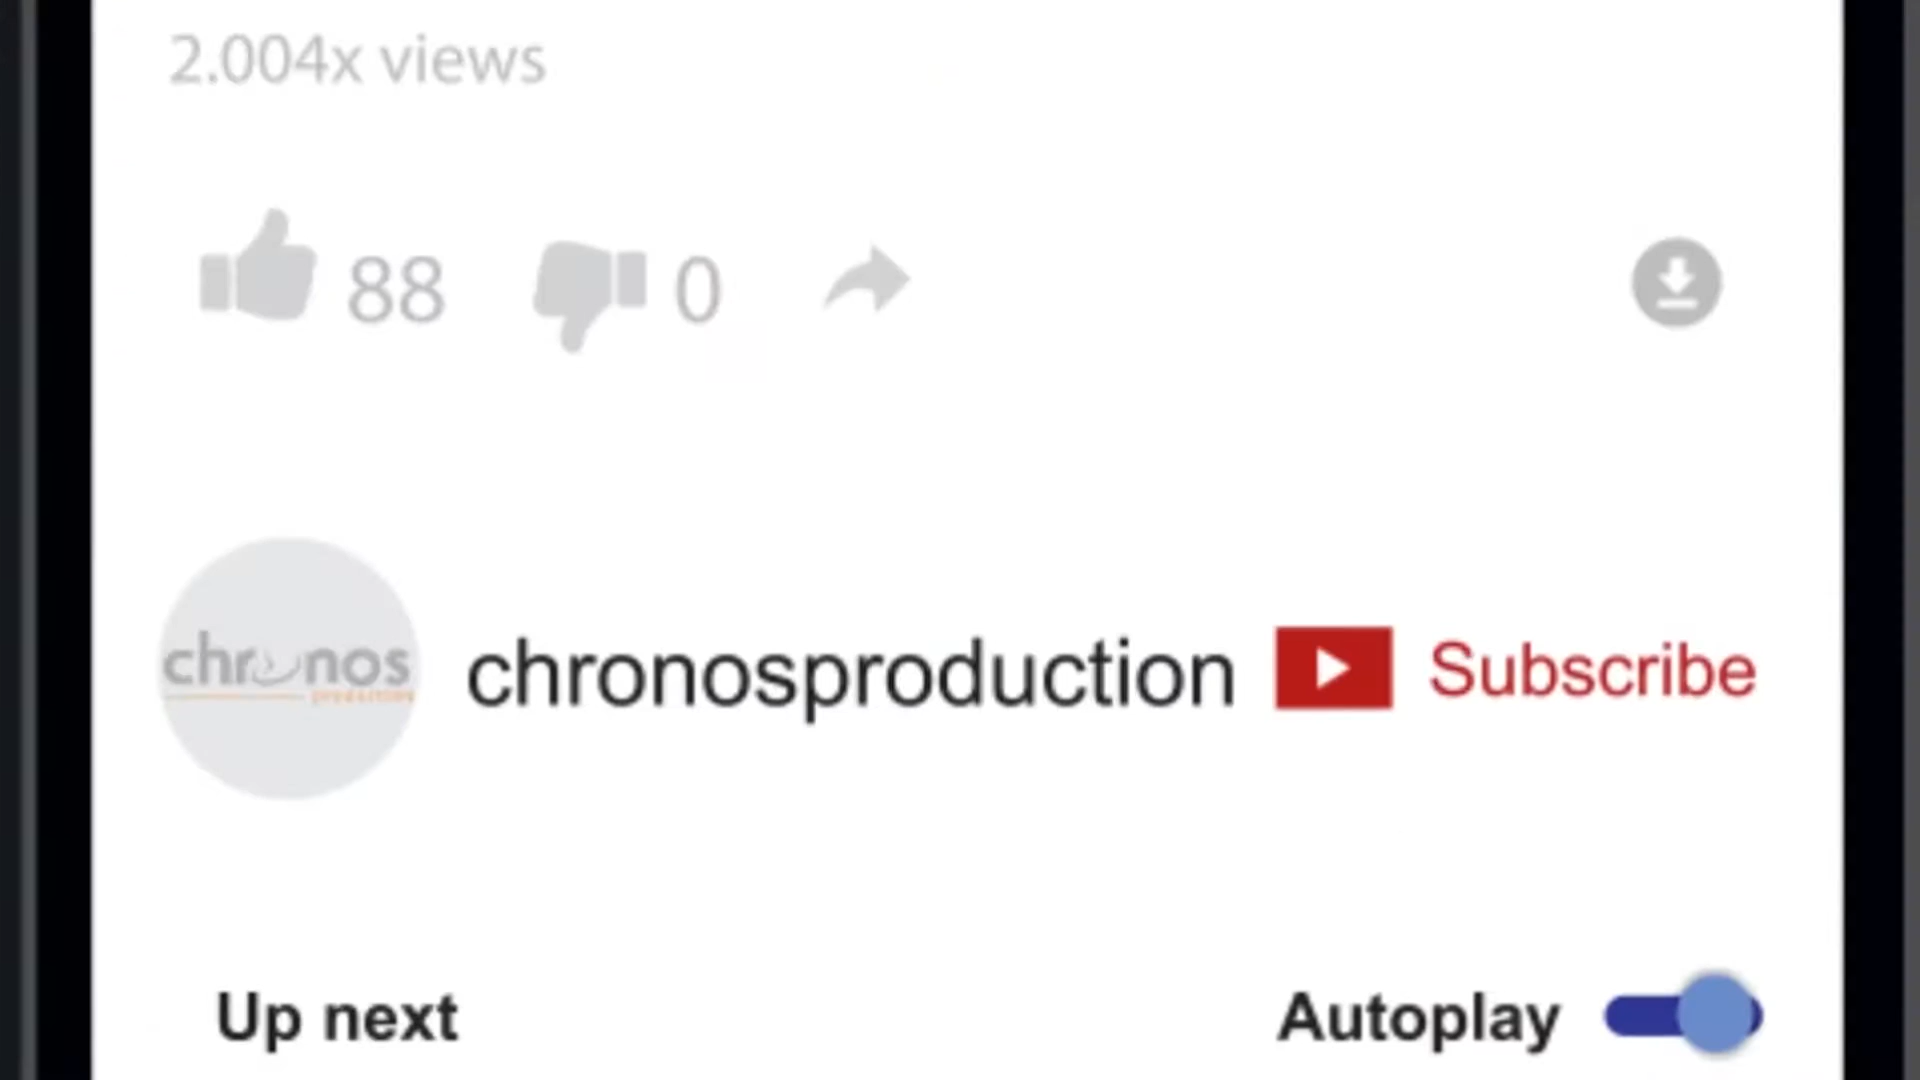 2.004x views
88 0
chronos
chronosproduction Subscribe
Up next Autoplay